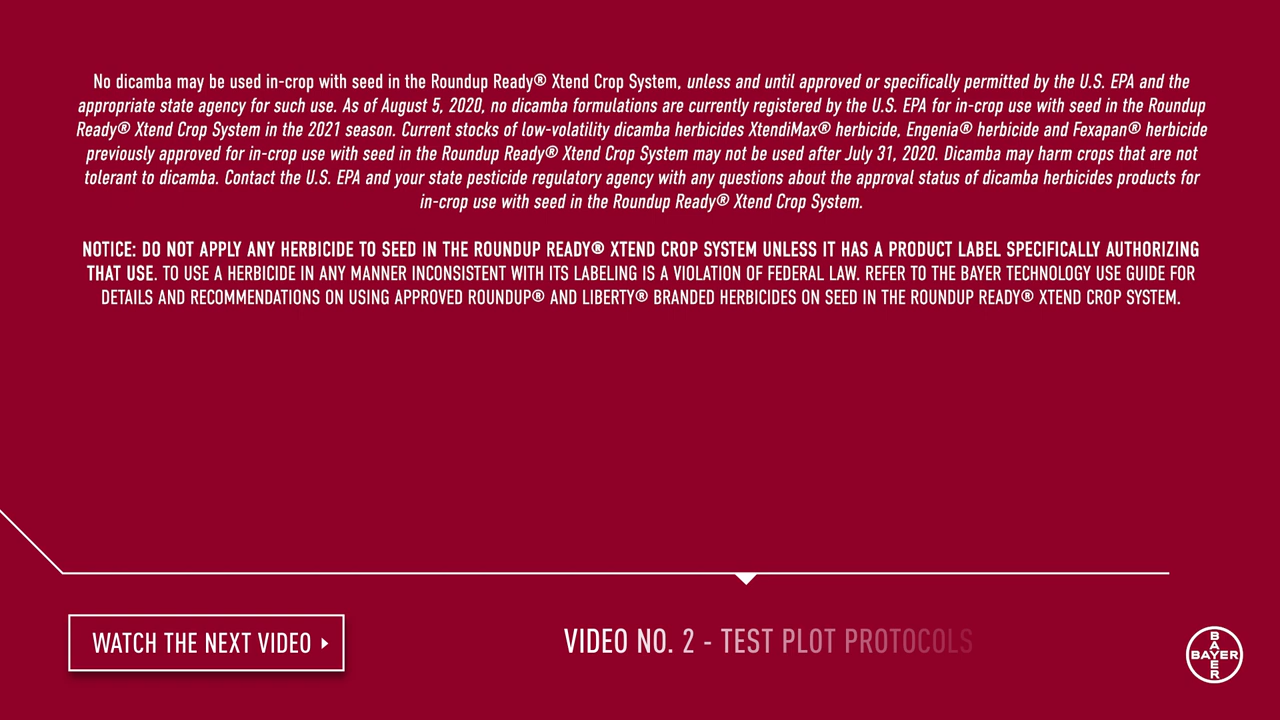 No dicamba may be used in-crop with seed in the Roundup Ready® Xtend Crop System, unless and until approved or specifically permitted by the U.S. EPA and the
appropriate state agency for such use. As of August 5, 2020, no dicamba formulations are currently registered by the U.S. EPA for in-crop use with seed in the Roundup
Ready® Xtend Crop System in the 2021 season. Current stocks of low-volatility dicamba herbicides XtendiMax® herbicide, Engenia® herbicide and Fexapan® herbicide
previously approved for in-crop use with seed in the Roundup Ready® Xtend Crop System may not be used after July 31, 2020. Dicamba may harm crops that are not
tolerant to dicamba. Contact the U.S. EPA and your state pesticide regulatory agency with any questions about the approval status of dicamba herbicides products for
in-crop use with seed in the Roundup Ready® Xtend Crop System.
NOTICE: DO NOT APPLY ANY HERBICIDE TO SEED IN THE ROUNDUP READY® XTEND CROP SYSTEM UNLESS IT HAS A PRODUCT LABEL SPECIFICALLY AUTHORIZING
THAT USE. TO USE A HERBICIDE IN ANY MANNER INCONSISTENT WITH ITS LABELING IS A VIOLATION OF FEDERAL LAW. REFER TO THE BAYER TECHNOLOGY USE GUIDE FOR
DETAILS AND RECOMMENDATIONS ON USING APPROVED ROUNDUP® AND LIBERTY® BRANDED HERBICIDES ON SEED IN THE ROUNDUP READY® XTEND CROP SYSTEM.
WATCH THE NEXT VIDEO
VIDEO NO. 2 - TEST PLOT PROTOCOLS
BAYER
BAYER